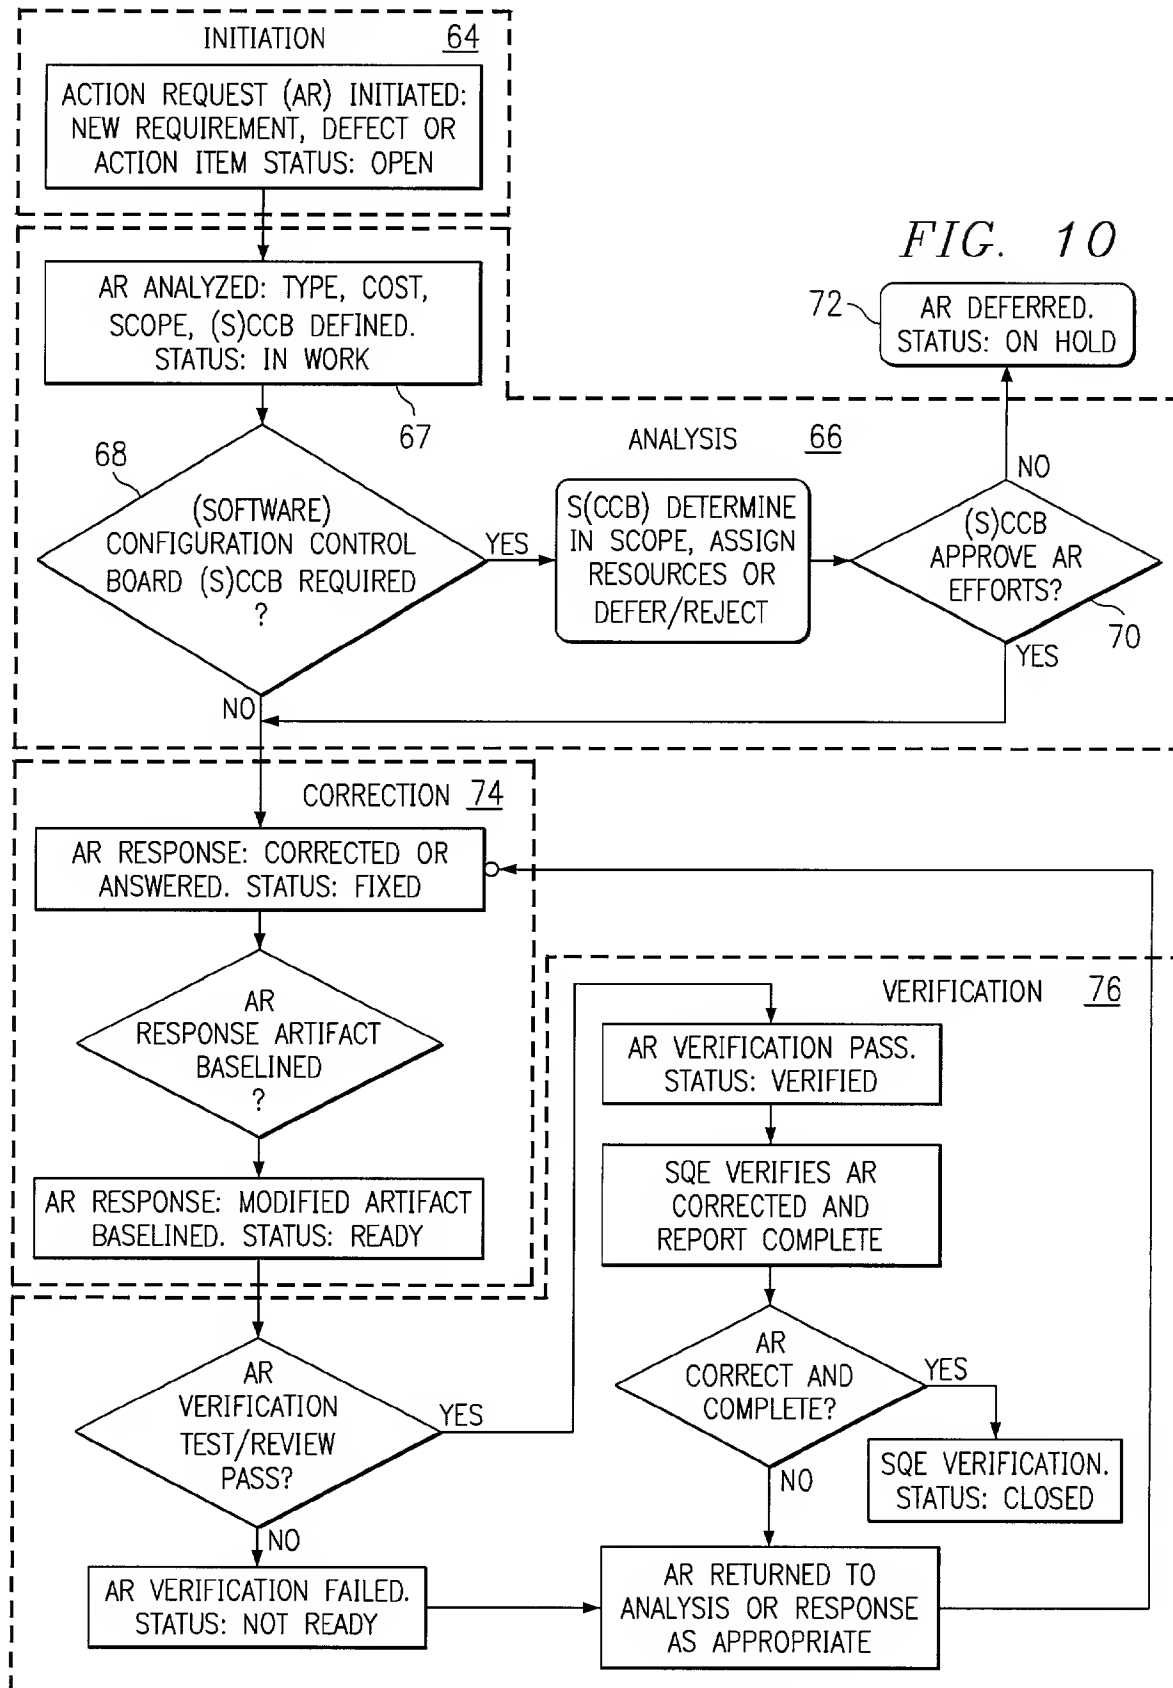 INITIATION 64
ACTION REQUEST (AR) INITIATED:
NEW REQUIREMENT, DEFECT OR
ACTION ITEM STATUS: OPEN
FIG. 10
AR ANALYZED: TYPE, COST,
SCOPE, (S)CCB DEFINED.
STATUS: IN WORK
67
72
AR DEFERRED.
STATUS: ON HOLD
ANALYSIS 66
68
(SOFTWARE)
CONFIGURATION CONTROL
BOARD (S)CCB REQUIRED
?
YES
NO
S(CCB) DETERMINE
IN SCOPE, ASSIGN
RESOURCES OR
DEFER/REJECT
NO
(S)CCB
APPROVE AR
EFFORTS?
70
YES
CORRECTION 74
AR RESPONSE: CORRECTED OR
ANSWERED. STATUS: FIXED
AR
RESPONSE ARTIFACT
BASELINED
?
AR RESPONSE: MODIFIED ARTIFACT
BASELINED. STATUS: READY
VERIFICATION 76
AR
VERIFICATION
TEST/REVIEW
PASS?
YES
NO
AR VERIFICATION FAILED.
STATUS: NOT READY
AR VERIFICATION PASS.
STATUS: VERIFIED
SQE VERIFIES AR
CORRECTED AND
REPORT COMPLETE
AR
CORRECT AND
COMPLETE?
YES
NO
SQE VERIFICATION.
STATUS: CLOSED
AR RETURNED TO
ANALYSIS OR RESPONSE
AS APPROPRIATE